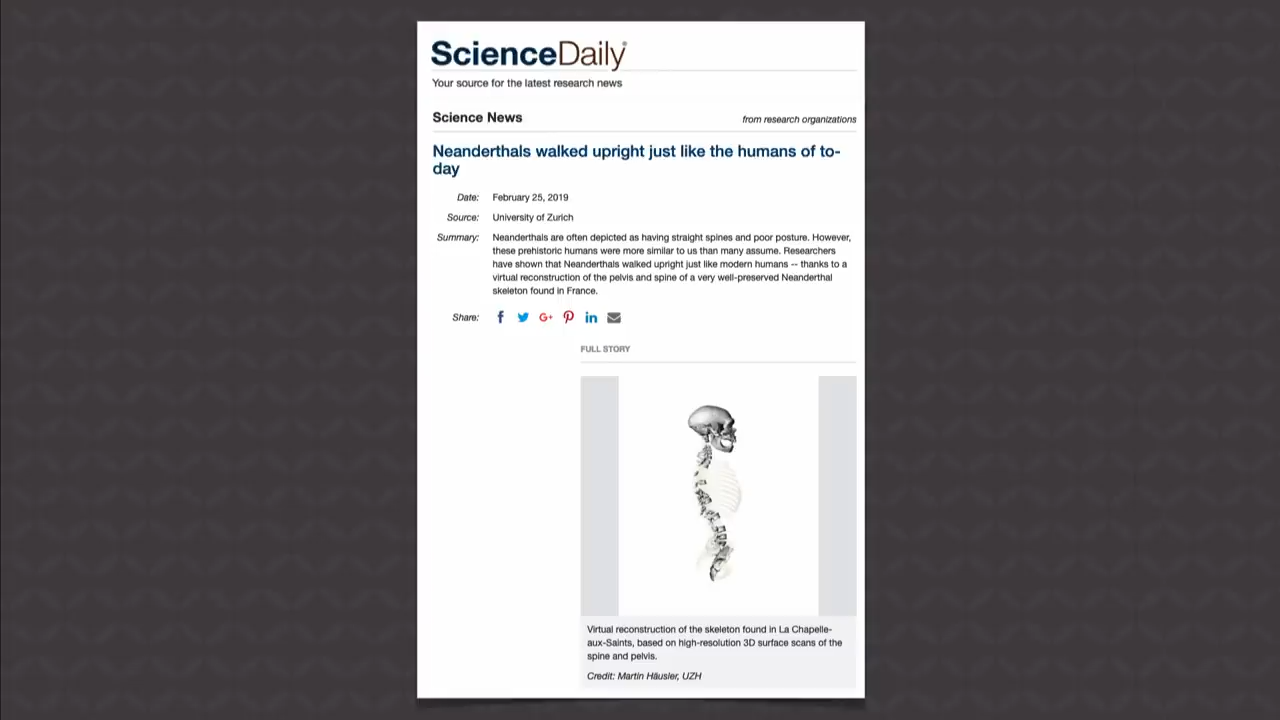 ScienceDaily®
Your source for the latest research news
Science News
from research organizations
Neanderthals walked upright just like the humans of to-
day
Date: February 25, 2019
Source: University of Zurich
Summary: Neanderthals are often depicted as having straight spines and poor posture. However,
these prehistoric humans were more similar to us than many assume. Researchers
have shown that Neanderthals walked upright just like modern humans -- thanks to a
virtual reconstruction of the pelvis and spine of a very well-preserved Neanderthal
skeleton found in France.
Share: f G+ in
FULL STORY
Virtual reconstruction of the skeleton found in La Chapelle-
aux-Saints, based on high-resolution 3D surface scans of the
spine and pelvis.
Credit: Martin Häusler, UZH